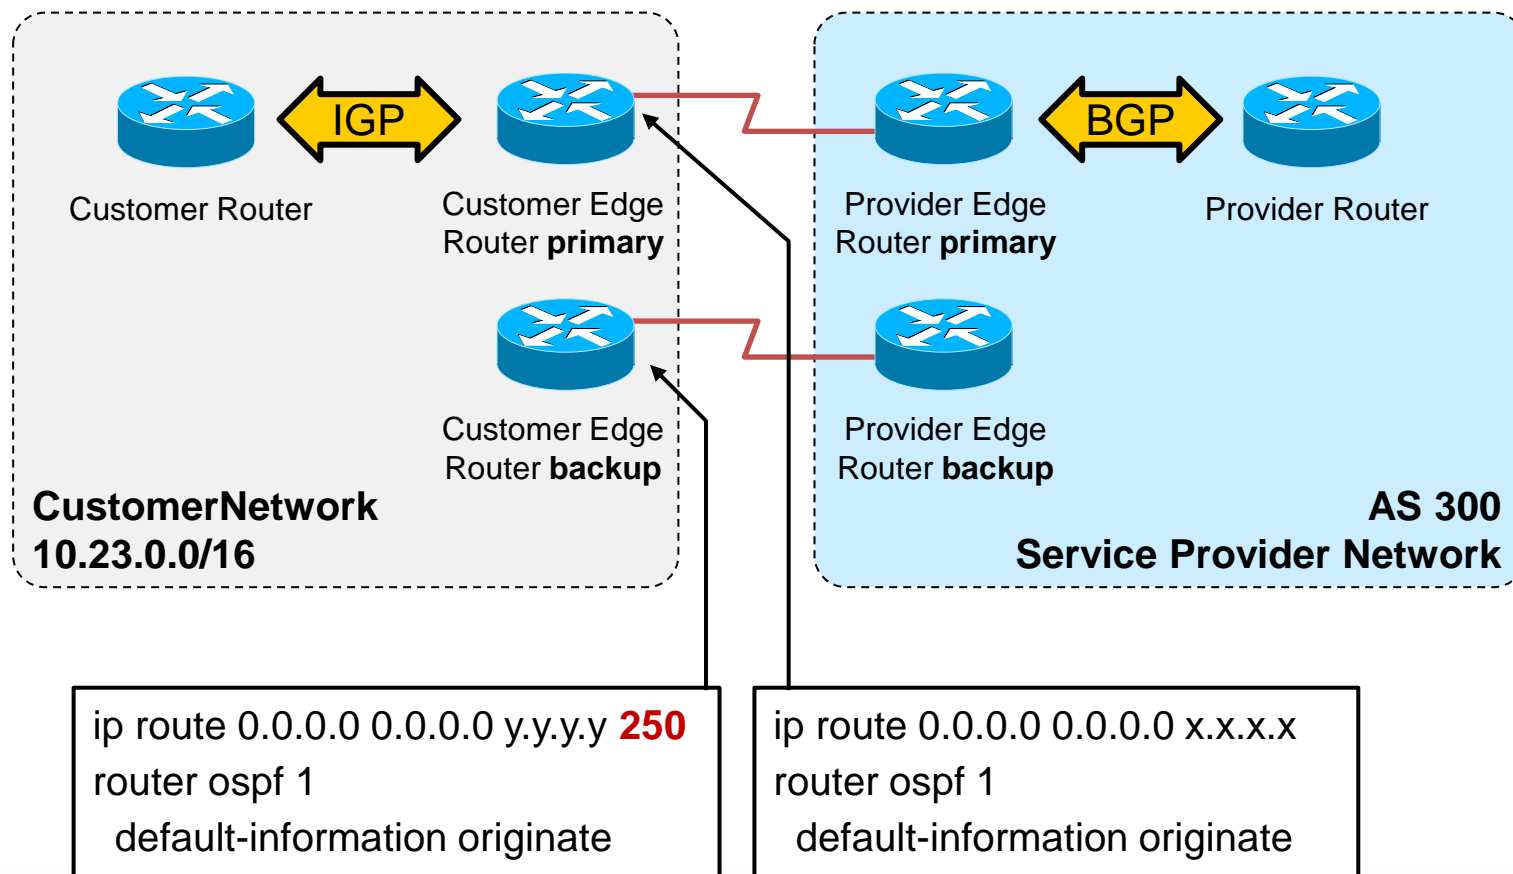 IGP
BGP
Customer Router
Customer Edge
Router primary
Provider Edge
Router primary
Provider Router
Customer Edge
Router backup
Provider Edge
Router backup
CustomerNetwork
10.23.0.0/16
AS 300
Service Provider Network
ip route 0.0.0.0 0.0.0.0 y.y.y.y 250
router ospf 1
default-information originate
ip route 0.0.0.0 0.0.0.0 x.x.x.x
router ospf 1
default-information originate